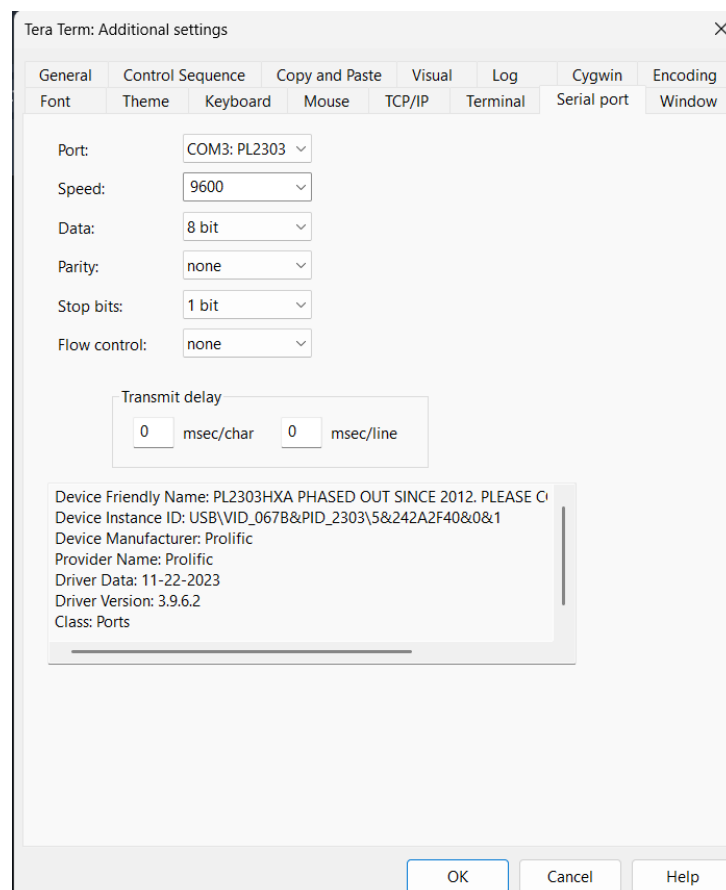 Tera Term: Additional settings
General Control Sequence Copy and Paste Visual Log Cygwin Encoding
Font Theme Keyboard Mouse TCP/IP Terminal Serial port Window
Port: COM3: PL2303
Speed: 9600
Data: 8 bit
Parity: none
Stop bits: 1 bit
Flow control: none
Transmit delay
0 msec/char 0 msec/line
Device Friendly Name: PL2303HXA PHASED OUT SINCE 2012. PLEASE
Device Instance ID: USB\VID_067B&PID_2303\5&242A2F40&0&1
Device Manufacturer: Prolific
Provider Name: Prolific
Driver Data: 11-22-2023
Driver Version: 3.9.6.2
Class: Ports
OK Cancel Help